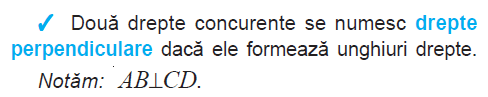 ✓ Două drepte concurente se numesc drepte
perpendiculare dacă ele formează unghiuri drepte.
Notăm: AB⊥CD.